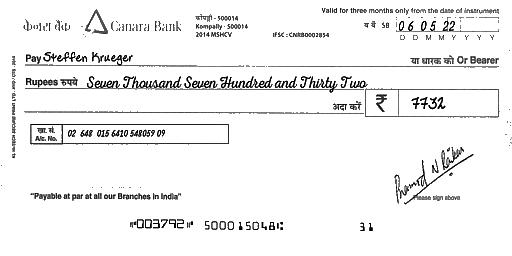 Valid for three months only from the date of instrument
केनरा बैंक Canara Bank
कोंपल्ली - 500014
Kompally - 500014
2014 MSHCV
IFSC : CNRB0002854
SB 06 05 22
D D M M Y Y Y Y
Pay Steffen Krueger
या धारक को Or Bearer
Rupees रुपये Seven Thousand Seven Hundred and Thirty Two
अदा करें ₹ 7732
खा. सं.
A/c. No. 02 648 015 6410 548059 09
"Payable at par at all our Branches in India"
Please sign above
⑈003792⑈ 500015048⑆ 31